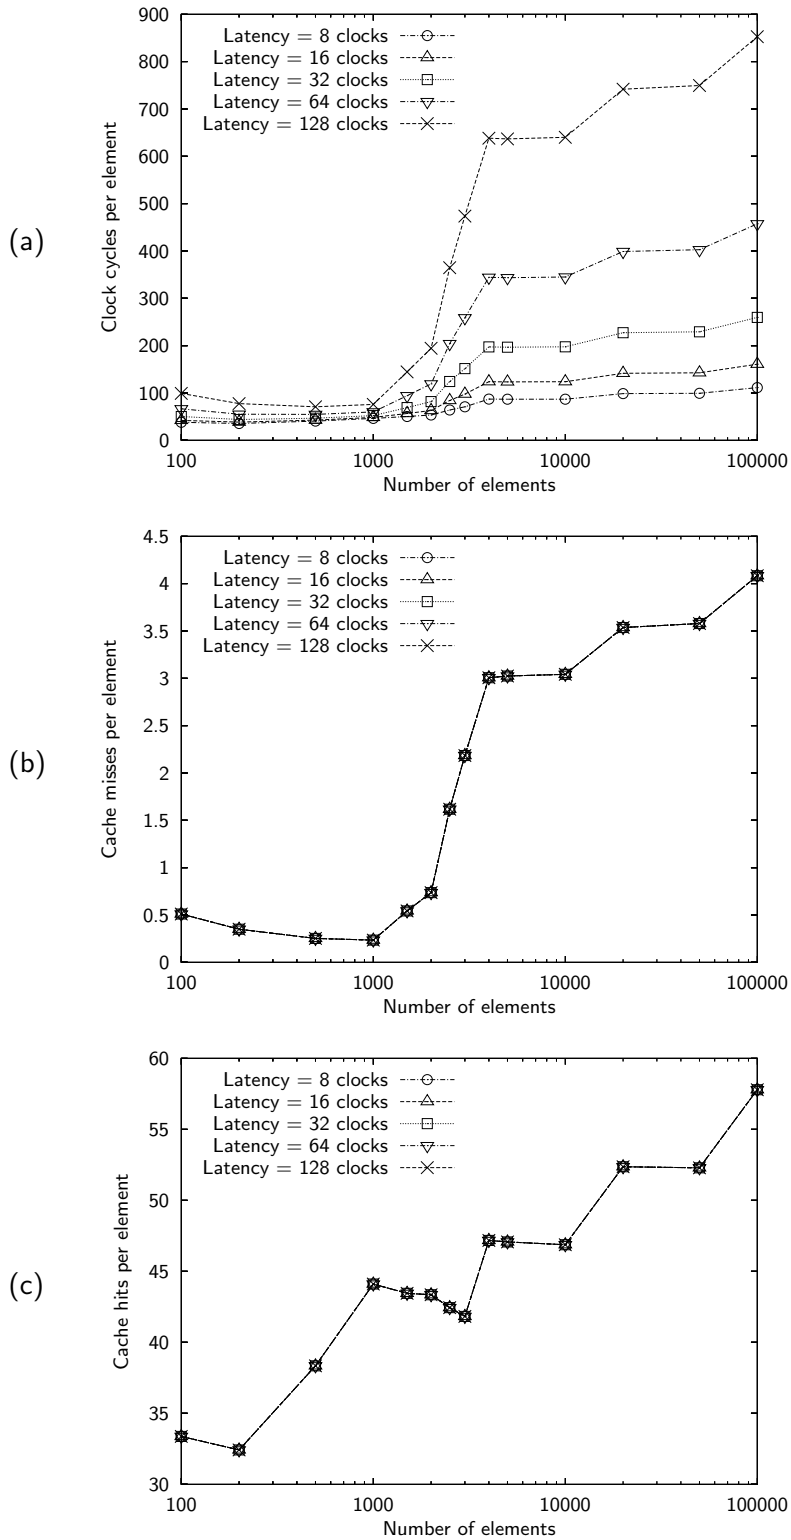 (a)
Clock cycles per element
900
800
700
600
500
400
300
200
100
0
Latency = 8 clocks
Latency = 16 clocks
Latency = 32 clocks
Latency = 64 clocks
Latency = 128 clocks
100 1000 10000 100000
Number of elements
(b)
Cache misses per element
4.5
4
3.5
3
2.5
2
1.5
1
0.5
0
Latency = 8 clocks
Latency = 16 clocks
Latency = 32 clocks
Latency = 64 clocks
Latency = 128 clocks
100 1000 10000 100000
Number of elements
(c)
Cache hits per element
60
55
50
45
40
35
30
Latency = 8 clocks
Latency = 16 clocks
Latency = 32 clocks
Latency = 64 clocks
Latency = 128 clocks
100 1000 10000 100000
Number of elements